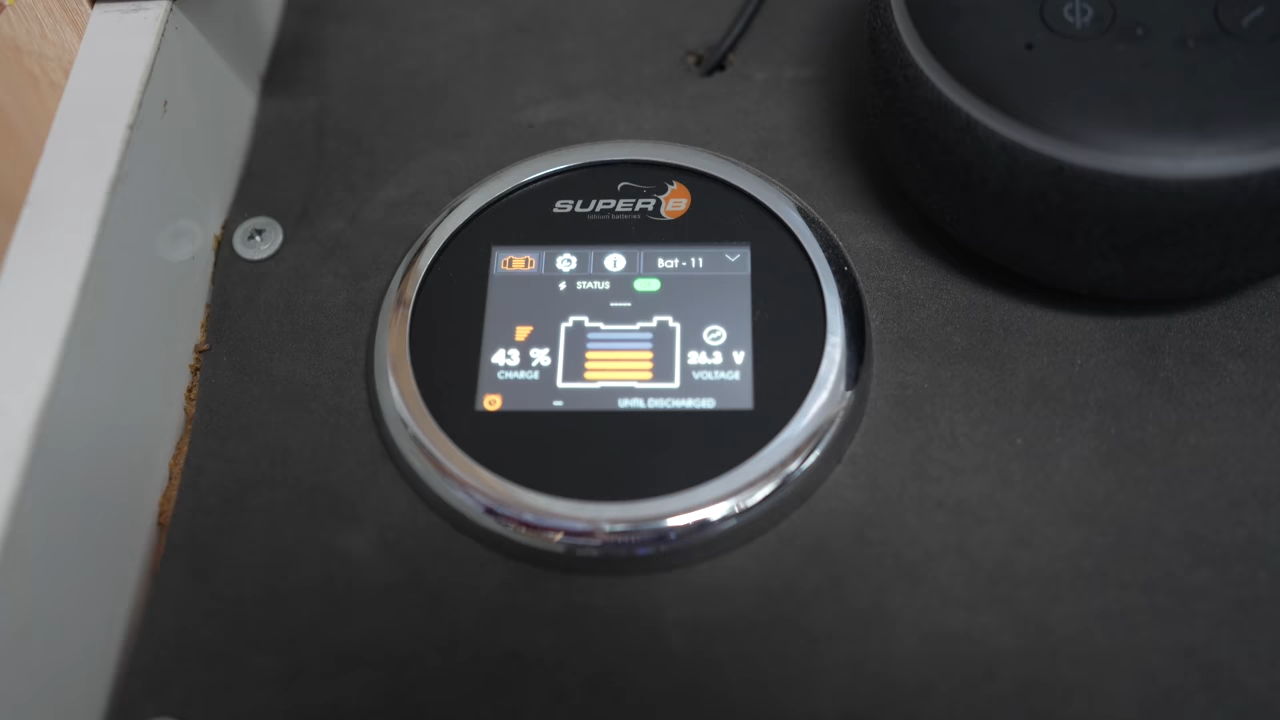 SUPER B
lithium batteries
Bat - 11
STATUS
-----
43 %
CHARGE
26.3 V
VOLTAGE
-- UNTIL DISCHARGED